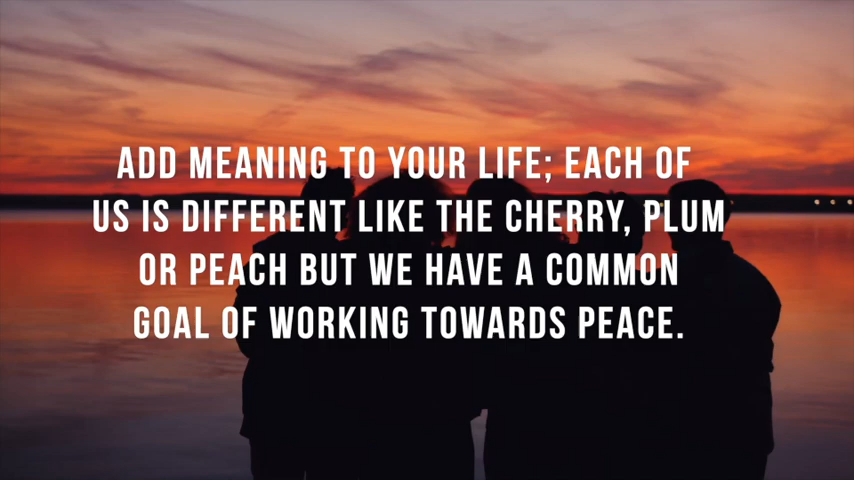 ADD MEANING TO YOUR LIFE; EACH OF
US IS DIFFERENT LIKE THE CHERRY, PLUM
OR PEACH BUT WE HAVE A COMMON
GOAL OF WORKING TOWARDS PEACE.